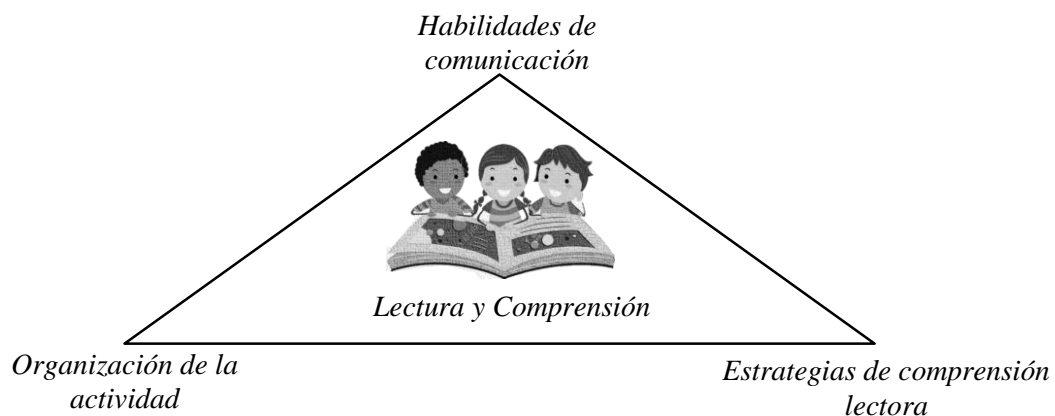 Habilidades de
comunicación
Lectura y Comprensión
Organización de la
actividad
Estrategias de comprensión
lectora